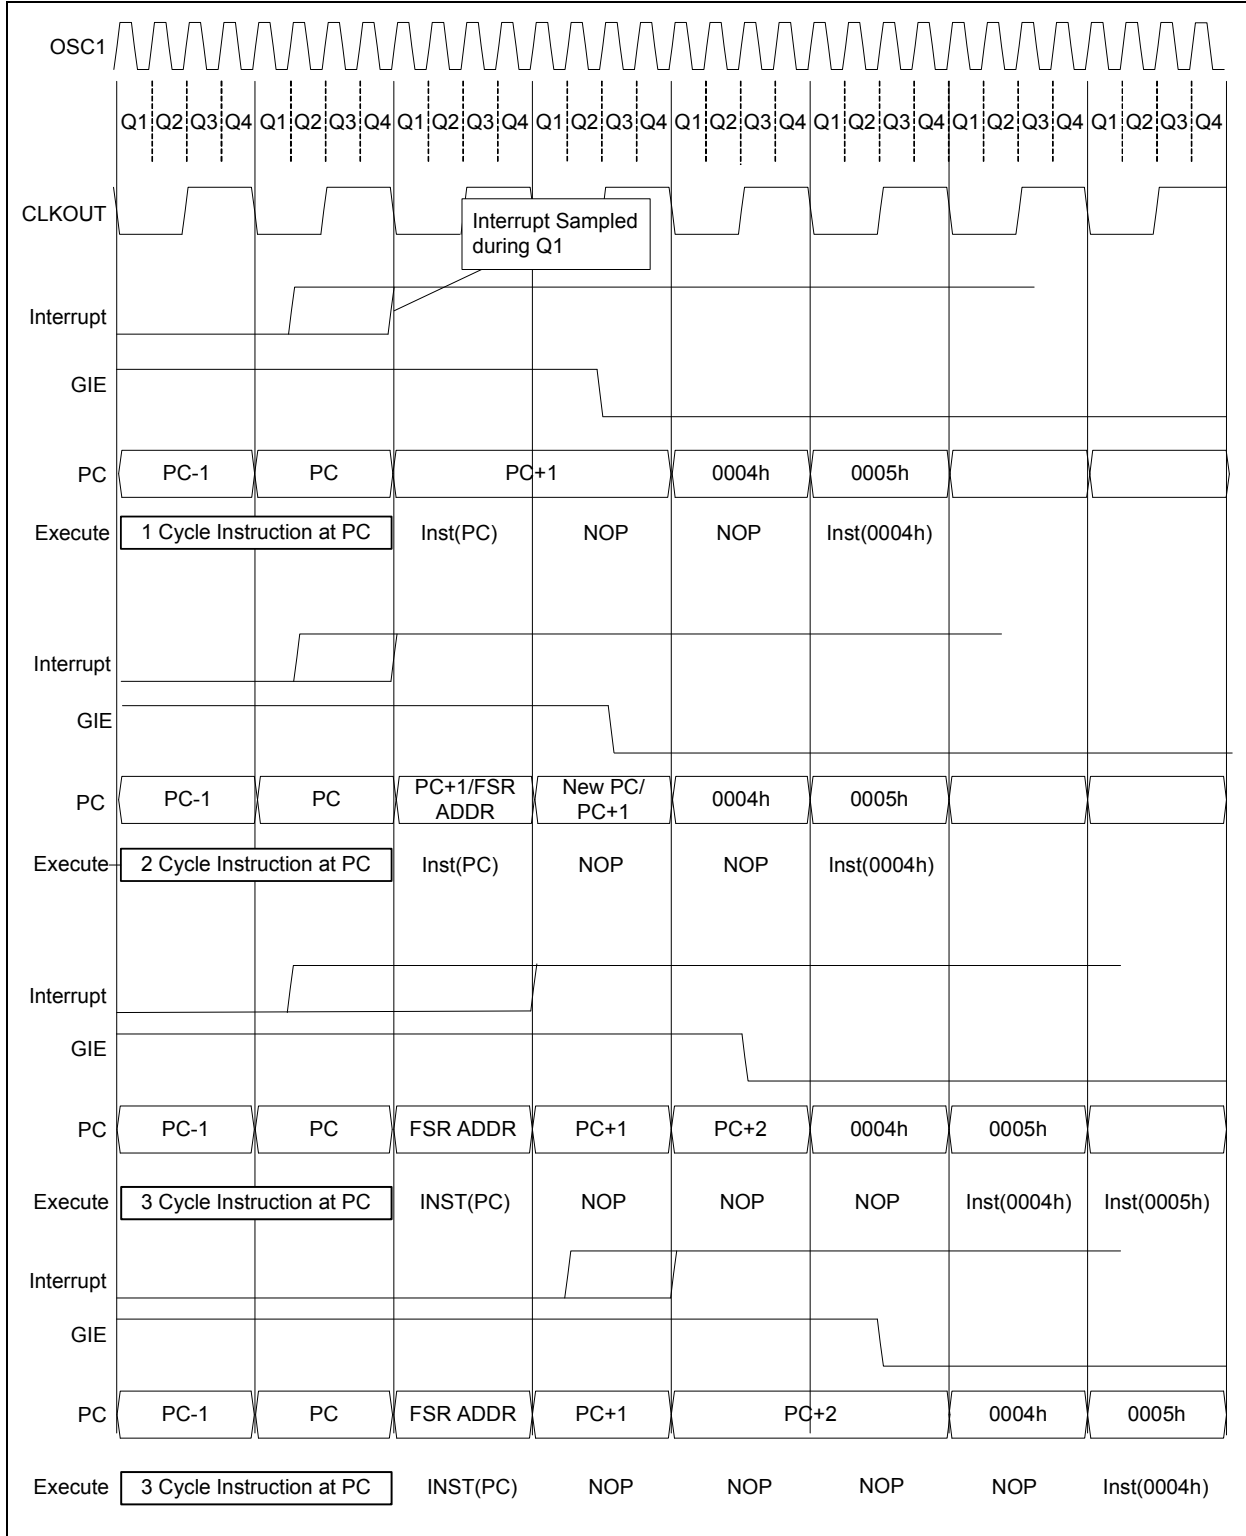 OSC1
Q1 Q2 Q3 Q4 Q1 Q2 Q3 Q4 Q1 Q2 Q3 Q4 Q1 Q2 Q3 Q4 Q1 Q2 Q3 Q4 Q1 Q2 Q3 Q4 Q1 Q2 Q3 Q4 Q1 Q2 Q3 Q4
CLKOUT
Interrupt Sampled
during Q1
Interrupt
GIE
PC PC-1 PC PC+1 0004h 0005h
Execute 1 Cycle Instruction at PC Inst(PC) NOP NOP Inst(0004h)
Interrupt
GIE
PC PC-1 PC PC+1/FSR ADDR New PC/ PC+1 0004h 0005h
Execute 2 Cycle Instruction at PC Inst(PC) NOP NOP Inst(0004h)
Interrupt
GIE
PC PC-1 PC FSR ADDR PC+1 PC+2 0004h 0005h
Execute 3 Cycle Instruction at PC INST(PC) NOP NOP NOP Inst(0004h) Inst(0005h)
Interrupt
GIE
PC PC-1 PC FSR ADDR PC+1 PC+2 0004h 0005h
Execute 3 Cycle Instruction at PC INST(PC) NOP NOP NOP NOP Inst(0004h)